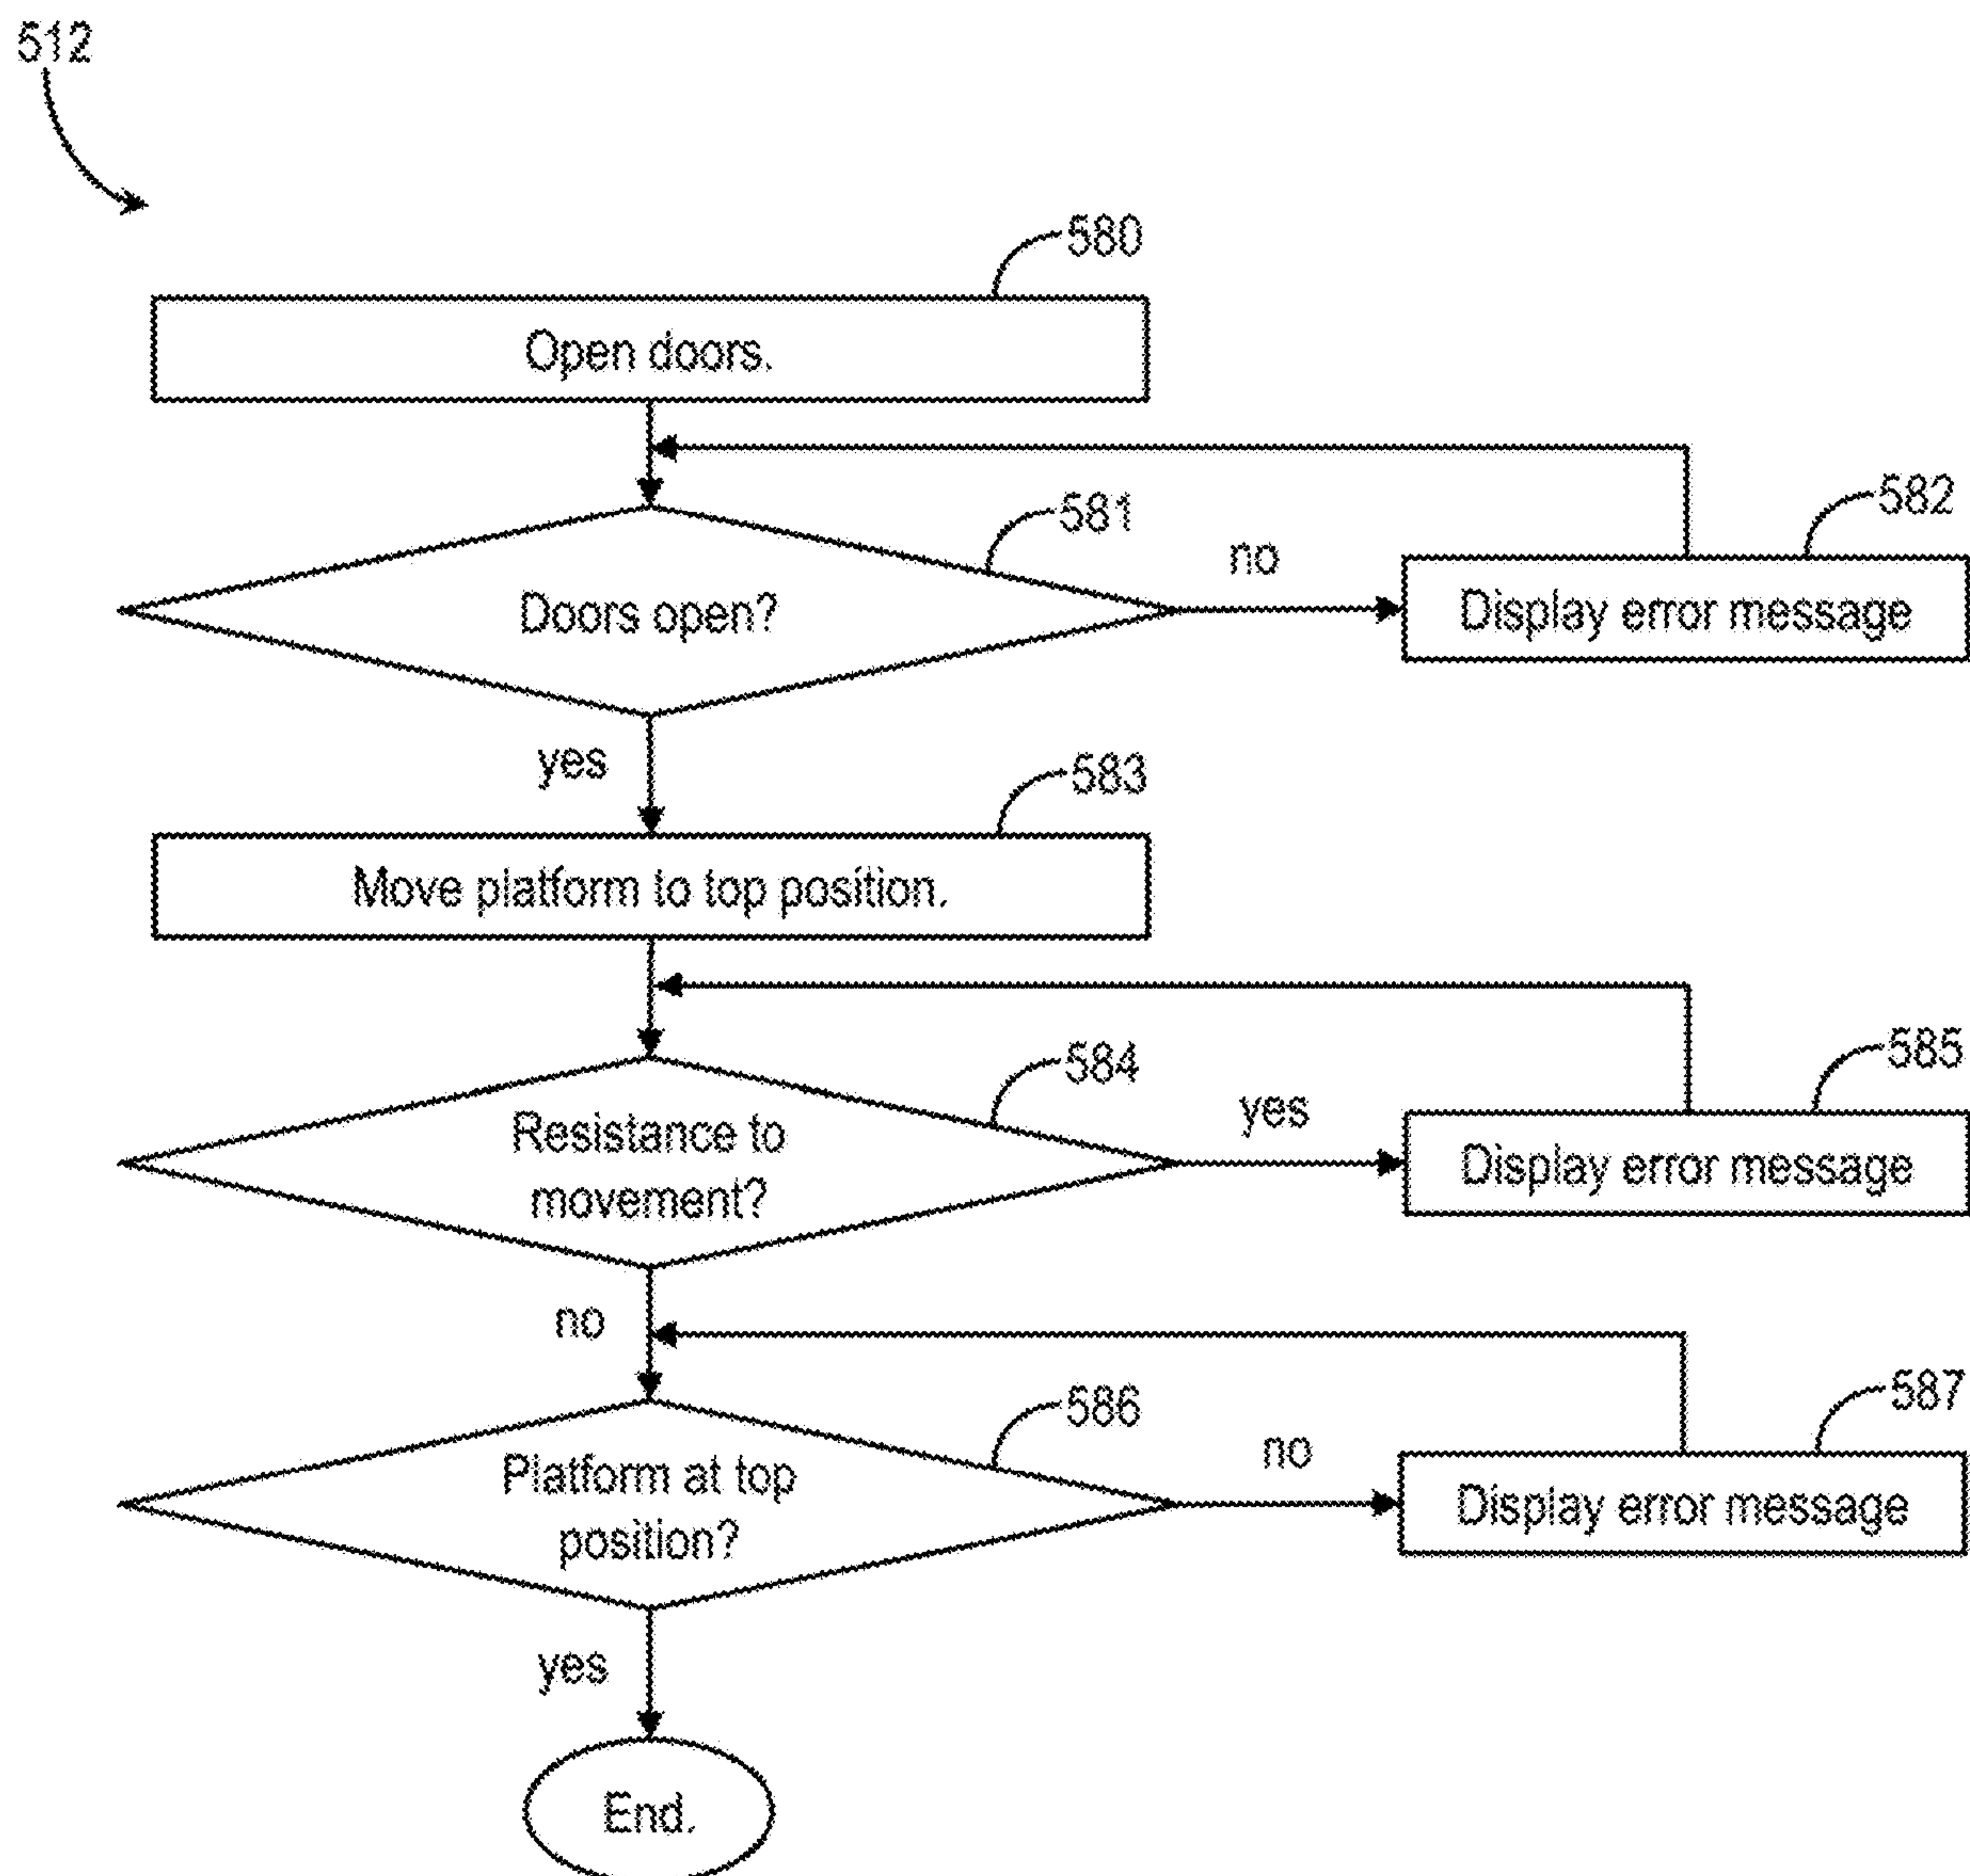 512
580
Open doors.
581
no
582
Doors open?
Display error message
yes
583
Move platform to top position.
584
yes
585
Resistance to
movement?
Display error message
no
586
no
587
Platform at top
position?
Display error message
yes
End.